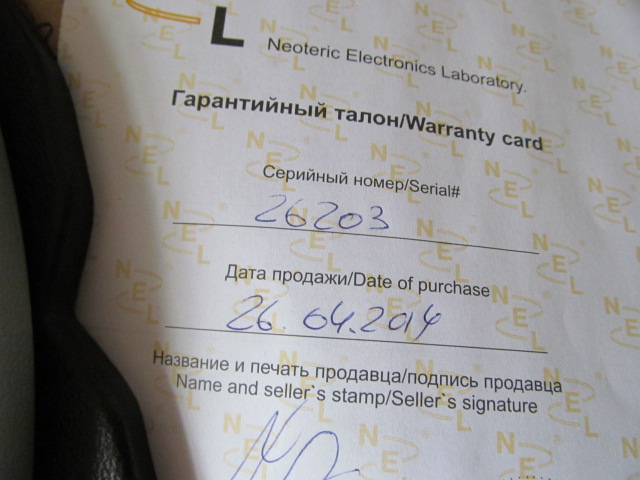 L
Neoteric Electronics Laboratory.
Гарантийный талон/Warranty card
Серийный номер/Serial#
26203
Дата продажи/Date of purchase
26.04.2014
Название и печать продавца/подпись продавца
Name and seller`s stamp/Seller`s signature